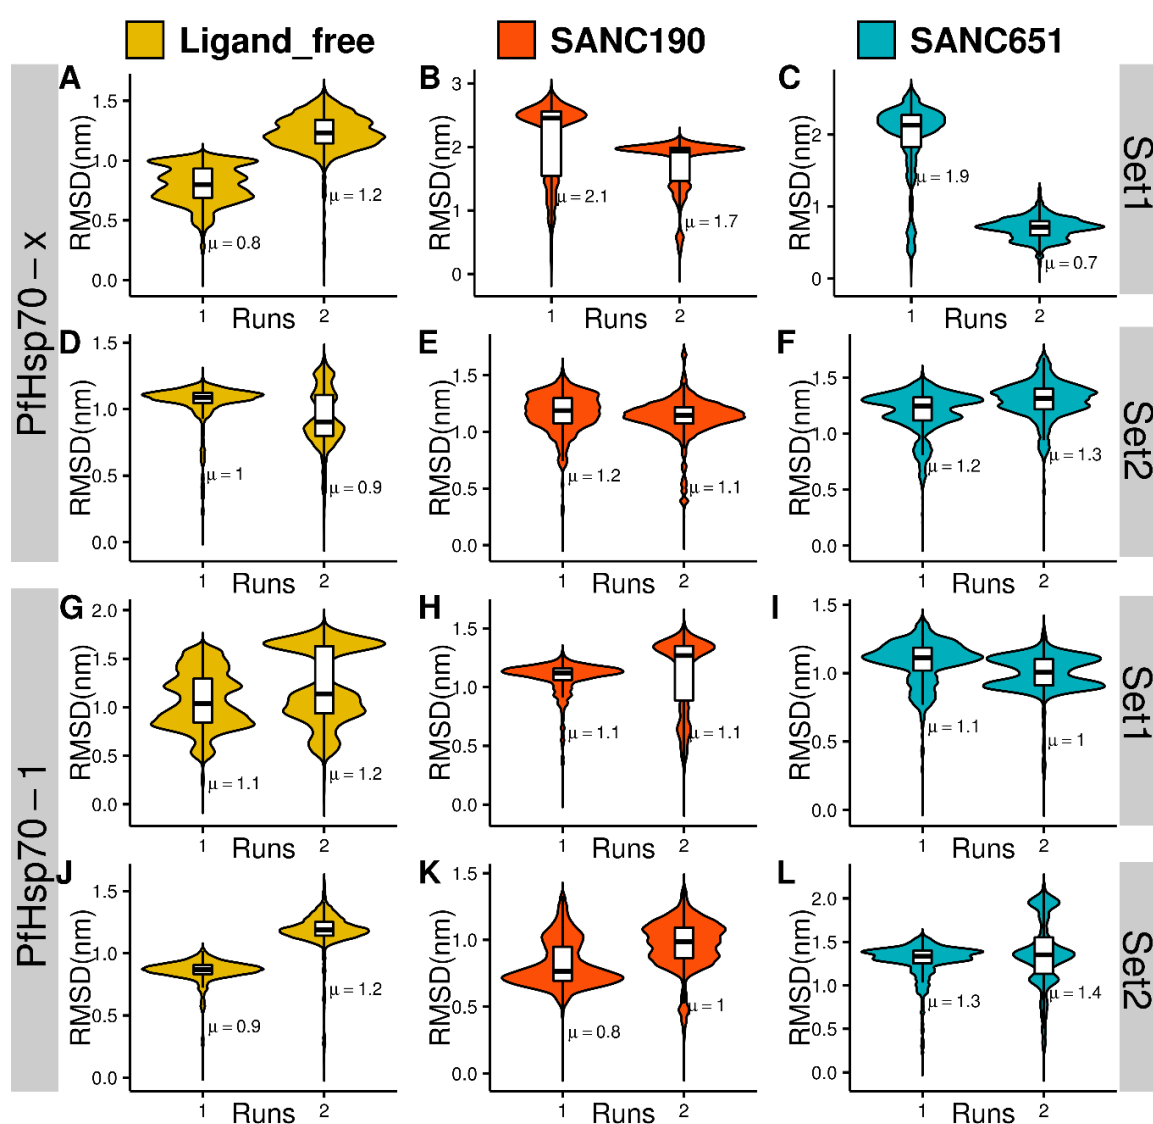 Ligand_free SANC190 SANC651
PfHsp70 − x
PfHsp70 − 1
Set1
Set2
Set1
Set2
A
RMSD(nm)
1.5
1.0
0.5
0.0
μ = 0.8
μ = 1.2
1 Runs 2
B
RMSD(nm)
3
2
1
0
μ = 2.1
μ = 1.7
1 Runs 2
C
RMSD(nm)
2
1
0
μ = 1.9
μ = 0.7
1 Runs 2
D
RMSD(nm)
1.5
1.0
0.5
0.0
μ = 1
μ = 0.9
1 Runs 2
E
RMSD(nm)
1.5
1.0
0.5
0.0
μ = 1.2
μ = 1.1
1 Runs 2
F
RMSD(nm)
1.5
1.0
0.5
0.0
μ = 1.2
μ = 1.3
1 Runs 2
G
RMSD(nm)
2.0
1.5
1.0
0.5
0.0
μ = 1.1
μ = 1.2
1 Runs 2
H
RMSD(nm)
1.5
1.0
0.5
0.0
μ = 1.1
μ = 1.1
1 Runs 2
I
RMSD(nm)
1.5
1.0
0.5
0.0
μ = 1.1
μ = 1
1 Runs 2
J
RMSD(nm)
1.5
1.0
0.5
0.0
μ = 0.9
μ = 1.2
1 Runs 2
K
RMSD(nm)
1.5
1.0
0.5
0.0
μ = 0.8
μ = 1
1 Runs 2
L
RMSD(nm)
2.0
1.5
1.0
0.5
0.0
μ = 1.3
μ = 1.4
1 Runs 2